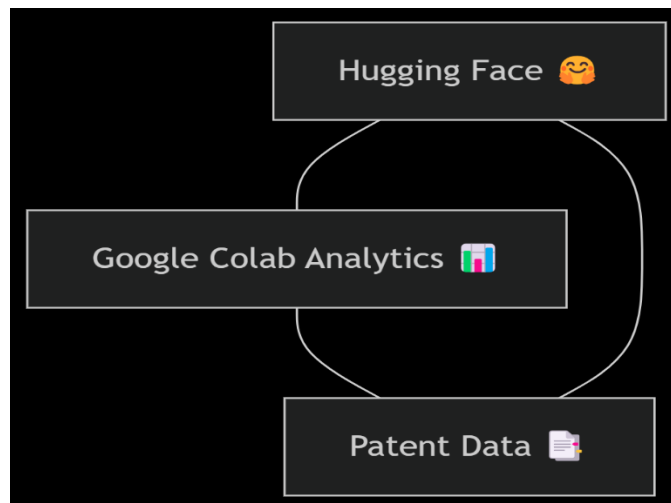 Hugging Face 🤗
Google Colab Analytics 📊
Patent Data 📑